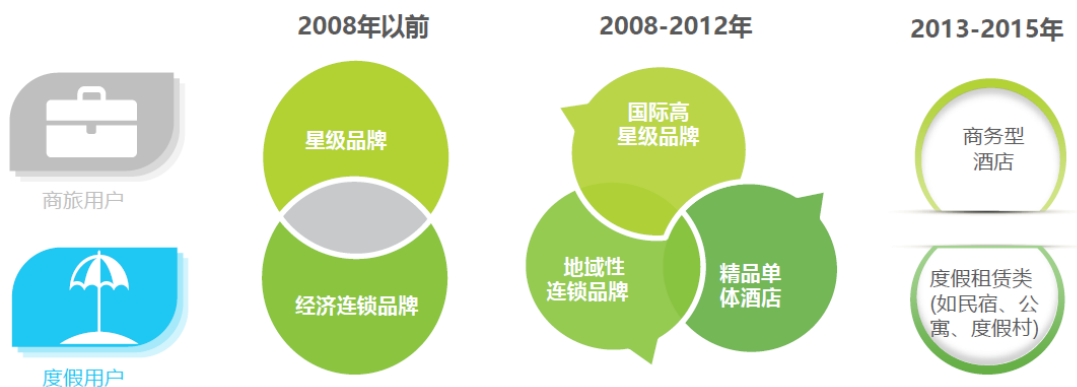 2008年以前
2008-2012年
2013-2015年
商旅用户
度假用户
星级品牌
经济连锁品牌
国际高
星级品牌
地域性
连锁品牌
精品单
体酒店
商务型
酒店
度假租赁类
(如民宿、公
寓、度假村)